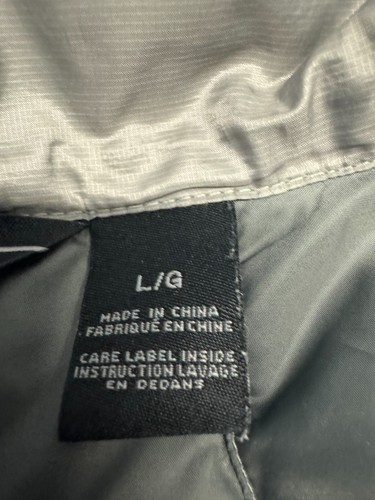 L/G
MADE IN CHINA
FABRIQUÉ EN CHINE
CARE LABEL INSIDE
INSTRUCTION LAVAGE
EN DEDANS